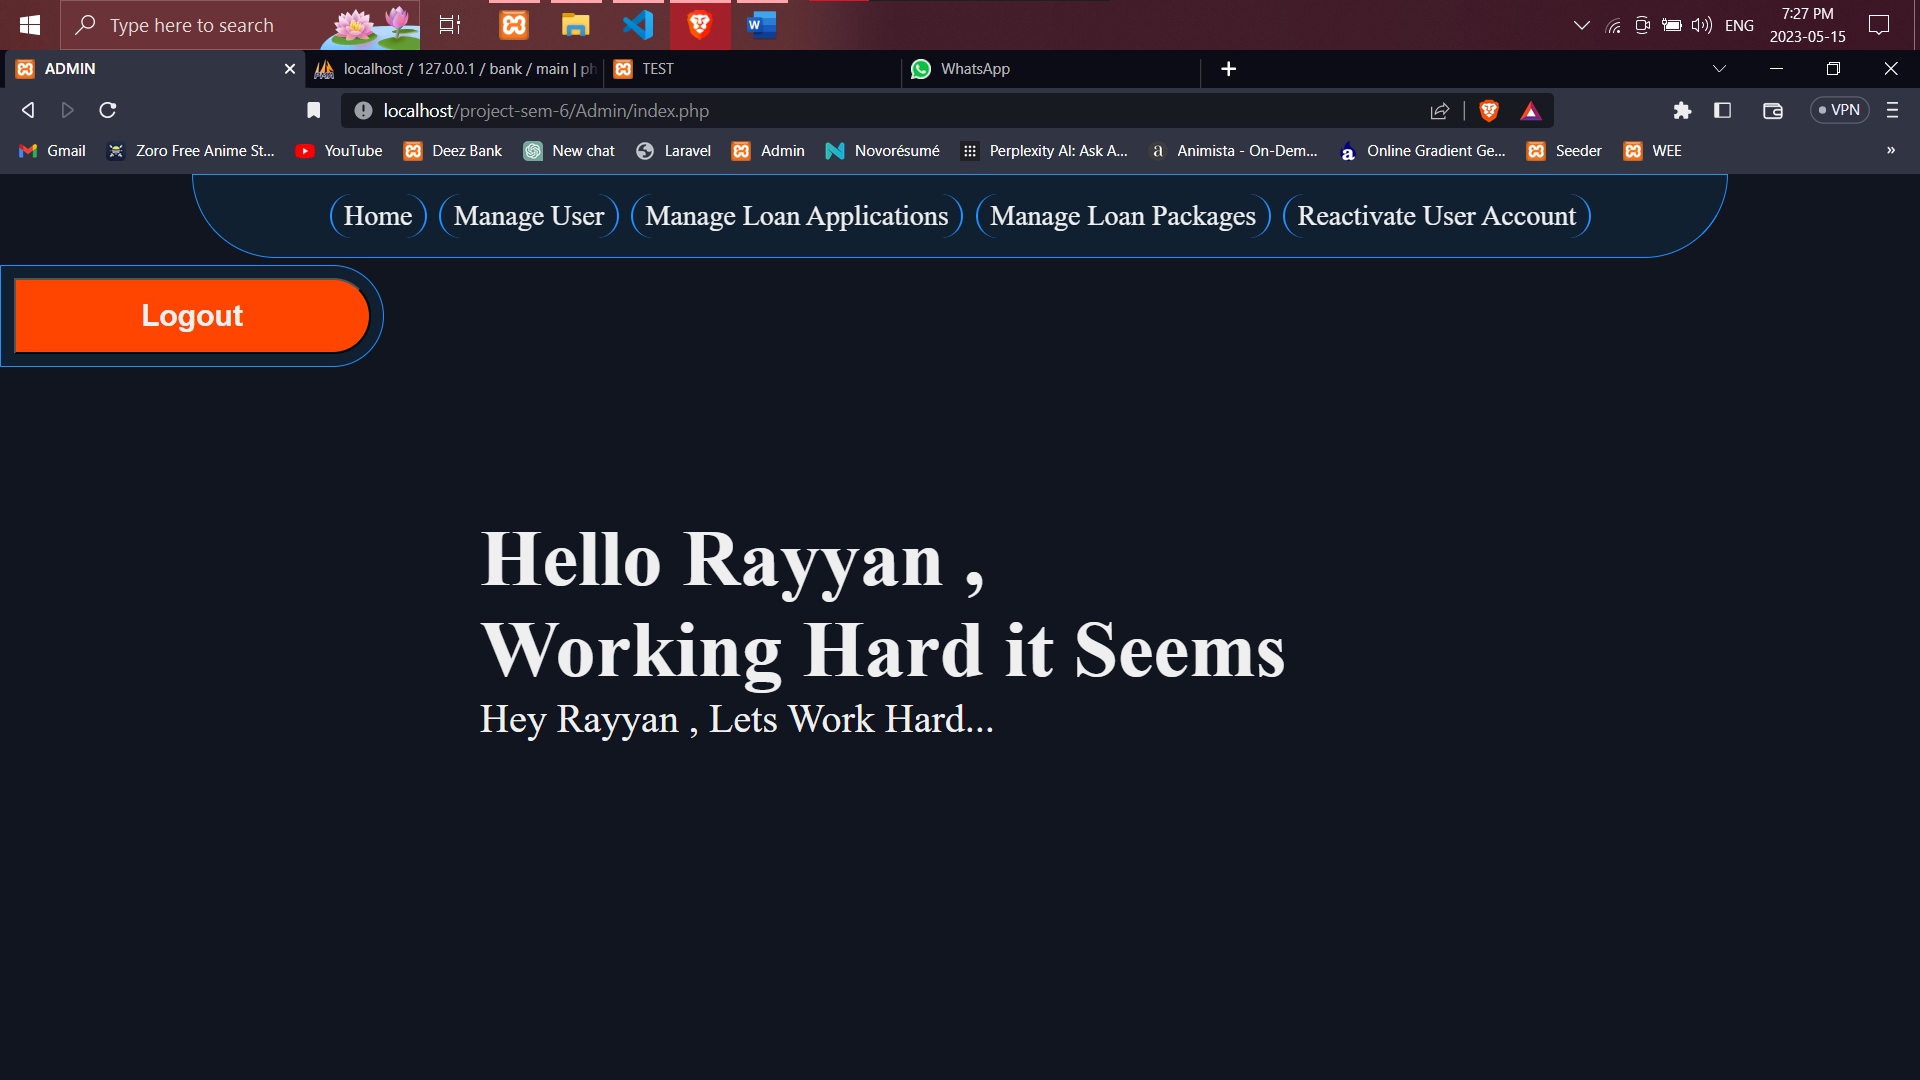 Type here to search
W
ENG
7:27 PM
2023-05-15
ADMIN
localhost / 127.0.0.1 / bank / main | ph
TEST
WhatsApp
localhost/project-sem-6/Admin/index.php
VPN
Gmail
Zoro Free Anime St...
YouTube
Deez Bank
New chat
Laravel
Admin
Novorésumé
Perplexity AI: Ask A...
a
Animista - On-Dem...
a
Online Gradient Ge...
Seeder
WEE
»
Home
Manage User
Manage Loan Applications
Manage Loan Packages
Reactivate User Account
Logout
Hello Rayyan ,
Working Hard it Seems
Hey Rayyan , Lets Work Hard...